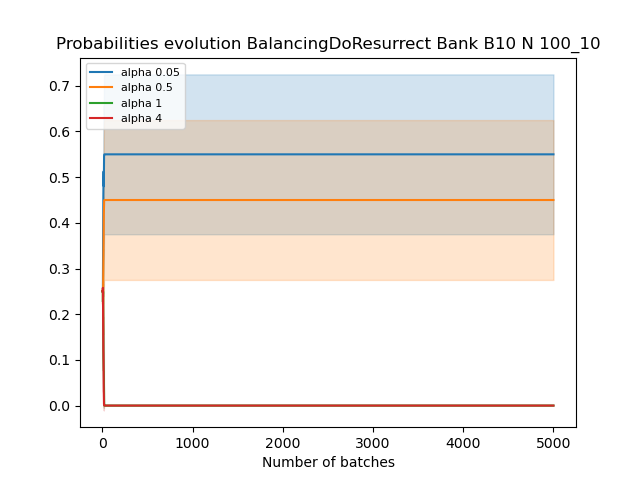 Probabilities evolution BalancingDoResurrect Bank B10 N 100_10
alpha 0.05
alpha 0.5
alpha 1
alpha 4
0.7
0.6
0.5
0.4
0.3
0.2
0.1
0.0
0 1000 2000 3000 4000 5000
Number of batches